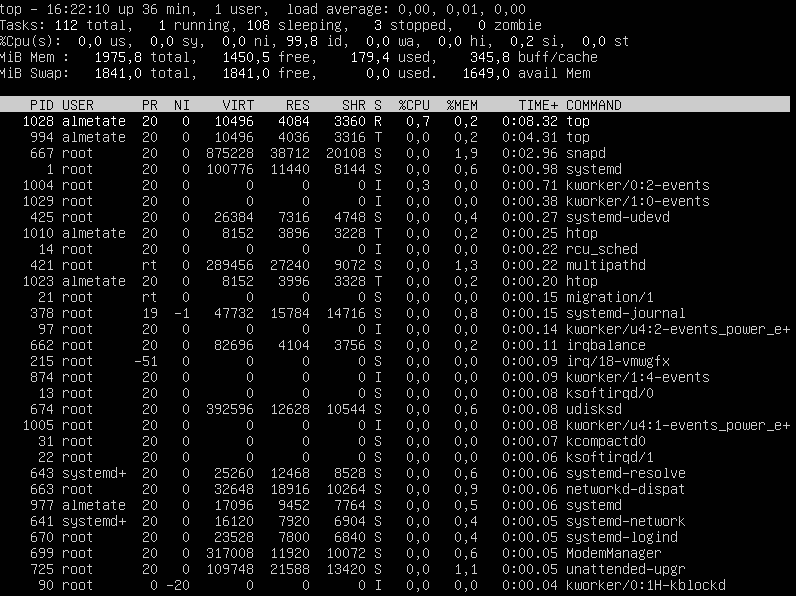 top - 16:22:10 up 36 min,  1 user,  load average: 0,00, 0,01, 0,00
Tasks: 112 total,   1 running, 108 sleeping,   3 stopped,   0 zombie
%Cpu(s):  0,0 us,  0,0 sy,  0,0 ni, 99,8 id,  0,0 wa,  0,0 hi,  0,2 si,  0,0 st
MiB Mem :   1975,8 total,   1450,5 free,    179,4 used,    345,8 buff/cache
MiB Swap:   1841,0 total,   1841,0 free,      0,0 used.   1649,0 avail Mem
PID USER      PR  NI    VIRT    RES    SHR S  %CPU  %MEM     TIME+ COMMAND
1028 almetate  20   0   10496   4084   3360 R   0,7   0,2   0:08.32 top
994 almetate  20   0   10496   4036   3316 T   0,0   0,2   0:04.31 top
667 root      20   0  875228  38712  20108 S   0,0   1,9   0:02.96 snapd
1 root      20   0  100776  11440   8144 S   0,0   0,6   0:00.98 systemd
1004 root      20   0       0      0      0 I   0,3   0,0   0:00.71 kworker/0:2-events
1029 root      20   0       0      0      0 I   0,0   0,0   0:00.38 kworker/1:0-events
425 root      20   0   26384   7316   4748 S   0,0   0,4   0:00.27 systemd-udevd
1010 almetate  20   0    8152   3896   3228 T   0,0   0,2   0:00.25 htop
14 root      20   0       0      0      0 I   0,0   0,0   0:00.22 rcu_sched
421 root      rt   0  289456  27240   9072 S   0,0   1,3   0:00.22 multipathd
1023 almetate  20   0    8152   3996   3328 T   0,0   0,2   0:00.20 htop
21 root      rt   0       0      0      0 S   0,0   0,0   0:00.15 migration/1
378 root      19  -1   47732  15784  14716 S   0,0   0,8   0:00.15 systemd-journal
97 root      20   0       0      0      0 I   0,0   0,0   0:00.14 kworker/u4:2-events_power_e+
662 root      20   0   82696   4104   3756 S   0,0   0,2   0:00.11 irqbalance
215 root     -51   0       0      0      0 S   0,0   0,0   0:00.09 irq/18-vmwgfx
874 root      20   0       0      0      0 I   0,0   0,0   0:00.09 kworker/1:4-events
13 root      20   0       0      0      0 S   0,0   0,0   0:00.08 ksoftirqd/0
674 root      20   0  392596  12628  10544 S   0,0   0,6   0:00.08 udisksd
1005 root      20   0       0      0      0 I   0,0   0,0   0:00.08 kworker/u4:1-events_power_e+
31 root      20   0       0      0      0 S   0,0   0,0   0:00.07 kcompactd0
22 root      20   0       0      0      0 S   0,0   0,0   0:00.06 ksoftirqd/1
643 systemd+  20   0   25260  12468   8528 S   0,0   0,6   0:00.06 systemd-resolve
663 root      20   0   32648  18916  10264 S   0,0   0,9   0:00.06 networkd-dispat
977 almetate  20   0   17096   9452   7764 S   0,0   0,5   0:00.06 systemd
641 systemd+  20   0   16120   7920   6904 S   0,0   0,4   0:00.05 systemd-network
670 root      20   0   23528   7800   6840 S   0,0   0,4   0:00.05 systemd-logind
699 root      20   0  317008  11920  10072 S   0,0   0,6   0:00.05 ModemManager
725 root      20   0  109748  21588  13420 S   0,0   1,1   0:00.05 unattended-upgr
90 root       0 -20       0      0      0 I   0,0   0,0   0:00.04 kworker/0:1H-kblockd